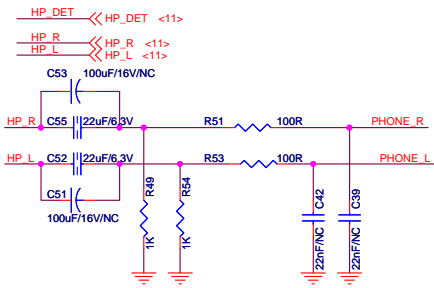 HP_DET
HP_DET <11>
HP_R
HP_R <11>
HP_L
HP_L <11>
C53 100uF/16V/NC
HP_R C55 22uF/6.3V R51 100R PHONE_R
HP_L C52 22uF/6.3V R53 100R PHONE_L
C51
100uF/16V/NC
R49
1K
R54
1K
C42
22nF/NC
C39
22nF/NC